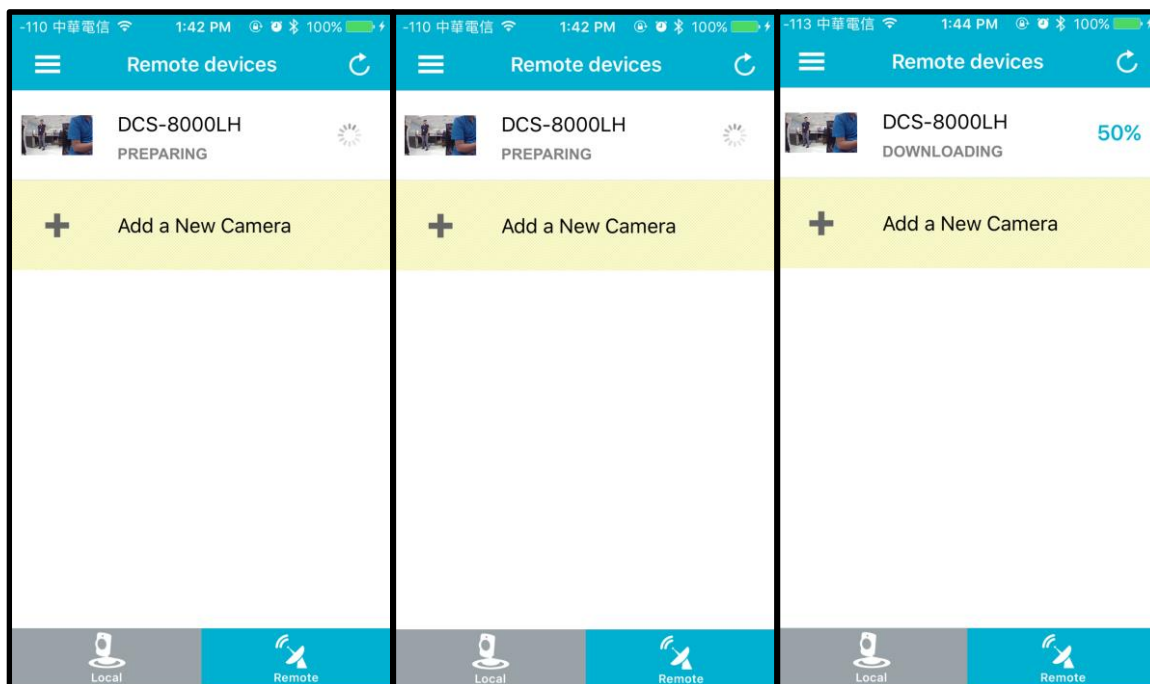 -110 中華電信 1:42 PM 100%
Remote devices
DCS-8000LH
PREPARING
Add a New Camera
Local
Remote
-110 中華電信 1:42 PM 100%
Remote devices
DCS-8000LH
PREPARING
Add a New Camera
Local
Remote
-113 中華電信 1:44 PM 100%
Remote devices
DCS-8000LH
DOWNLOADING
50%
Add a New Camera
Local
Remote